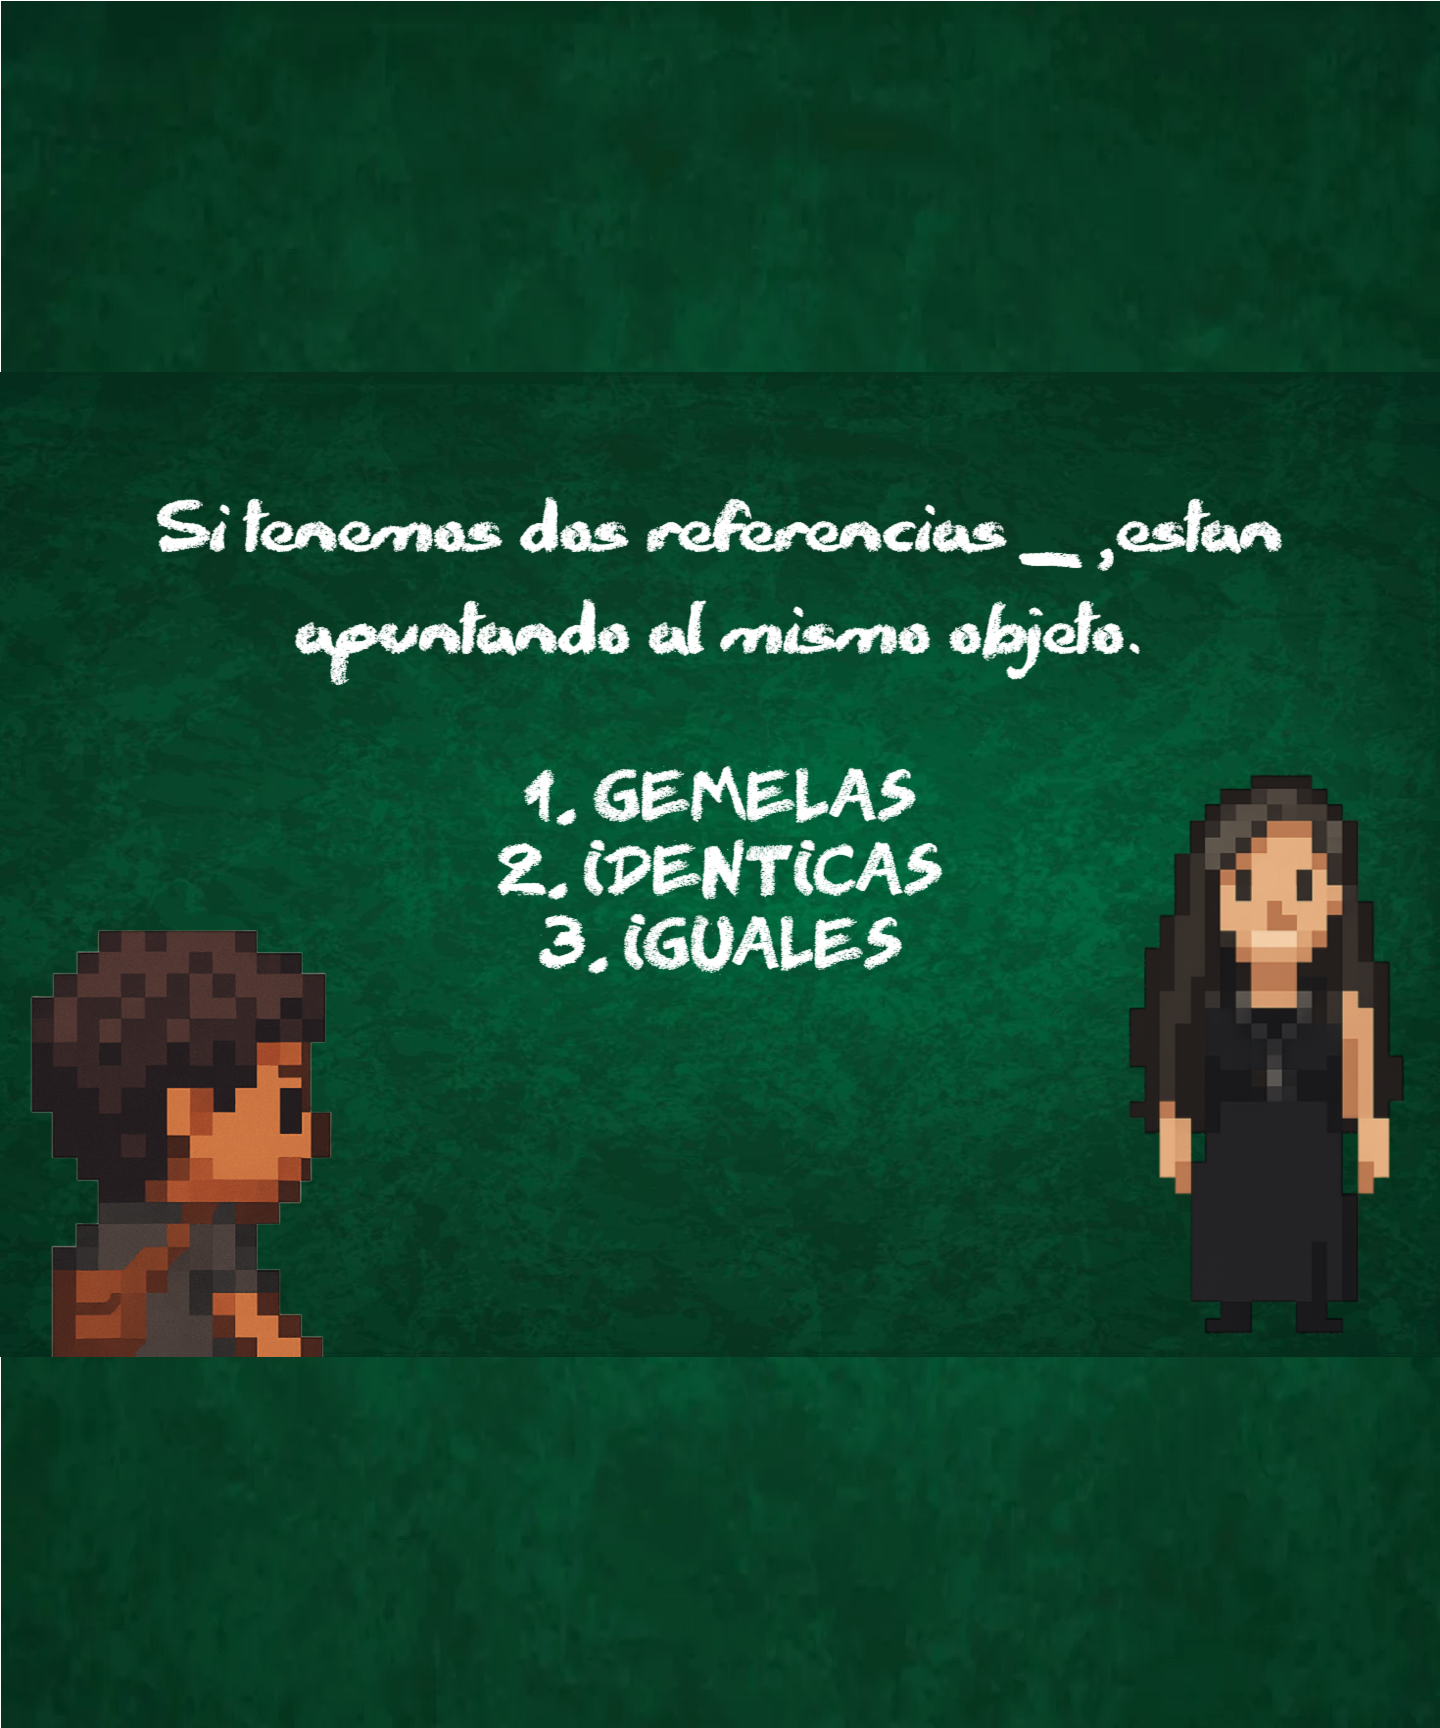 Si tenemos dos referencias _ ,estan
apuntando al mismo objeto.
1. GEMELAS
2. iDENTiCAS
3. iGUALES